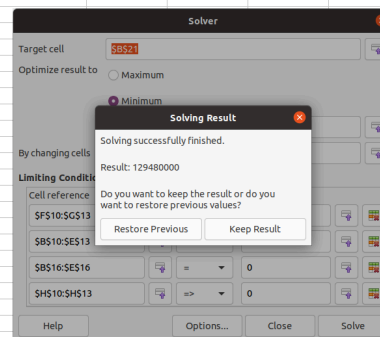 Solver
Target cell
$B$21
Optimize result to
Maximum
Minimum
Solving Result
Solving successfully finished.
Result: 129480000
Do you want to keep the result or do you
want to restore previous values?
Restore Previous Keep Result
By changing cells
Limiting Conditio
Cell reference
$F$10:$G$13
$B$10:$E$13 0
$B$16:$E$16 = 0
$H$10:$H$13 => 0
Help Options... Close Solve